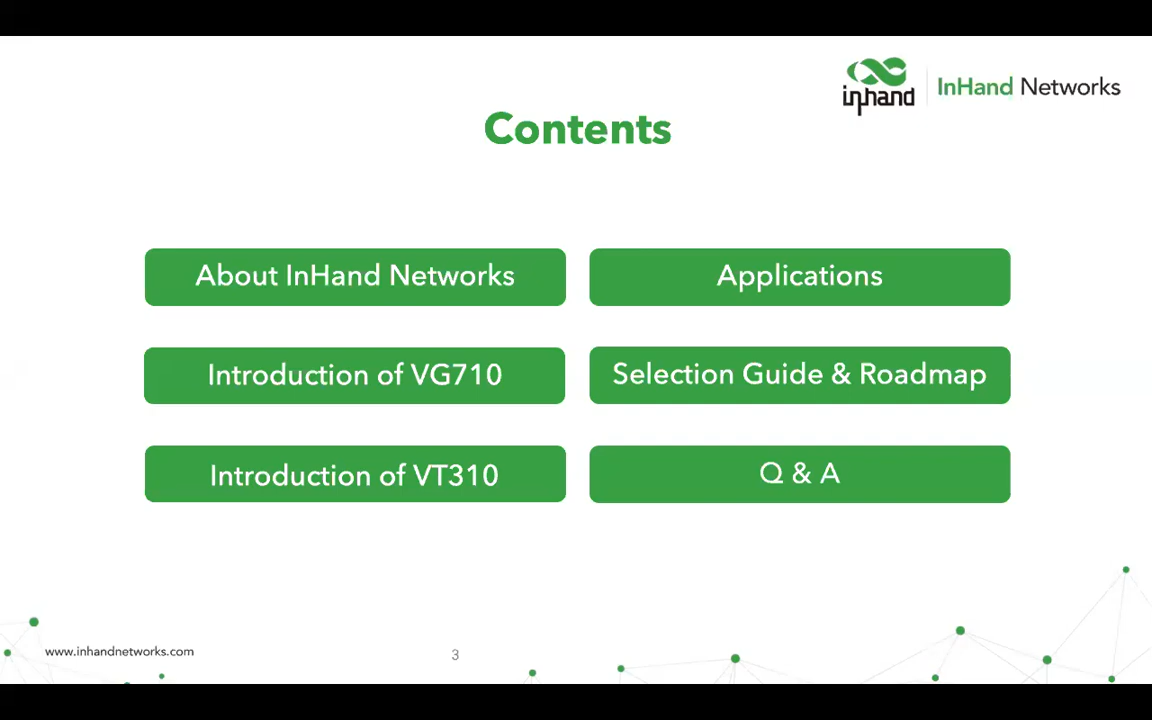 inhand
InHand Networks
Contents
About InHand Networks
Applications
Introduction of VG710
Selection Guide & Roadmap
Introduction of VT310
Q & A
www.inhandnetworks.com
3